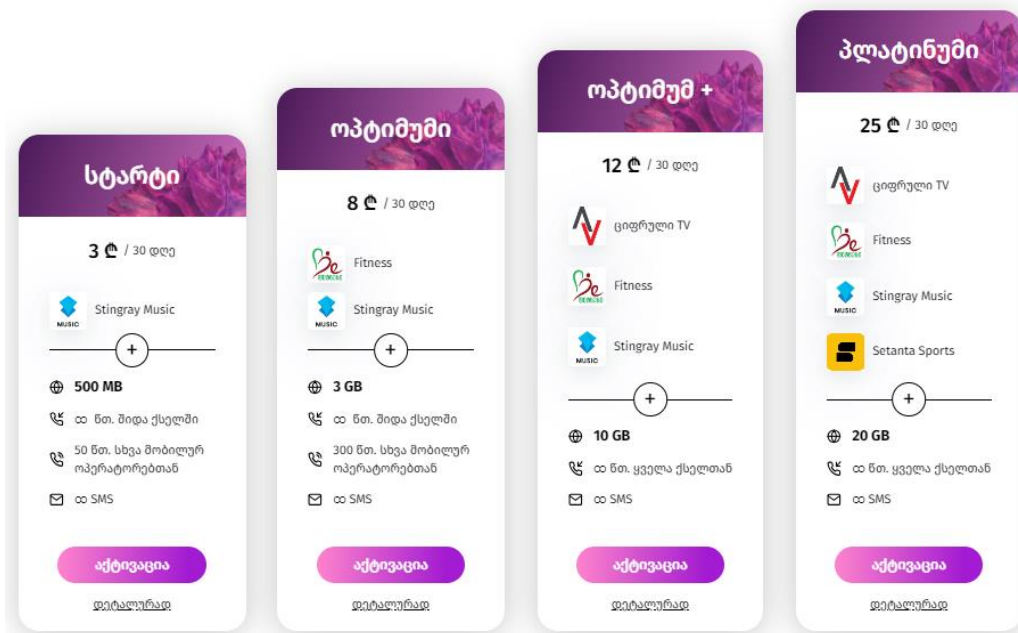 სტარტი
3 ₾ / 30 დღე
MUSIC
Stingray Music
+
500 MB
∞ წთ. შიდა ქსელში
50 წთ. სხვა მობილურ
ოპერატორებთან
∞ SMS
აქტივაცია
დეტალურად
ოპტიმუმი
8 ₾ / 30 დღე
Be
Fitness
MUSIC
Stingray Music
+
3 GB
∞ წთ. შიდა ქსელში
300 წთ. სხვა მობილურ
ოპერატორებთან
∞ SMS
აქტივაცია
დეტალურად
ოპტიმუმ +
12 ₾ / 30 დღე
ციფრული TV
Be
Fitness
MUSIC
Stingray Music
+
10 GB
∞ წთ. ყველა ქსელთან
∞ SMS
აქტივაცია
დეტალურად
პლატინუმი
25 ₾ / 30 დღე
ციფრული TV
Be
Fitness
MUSIC
Stingray Music
Setanta Sports
+
20 GB
∞ წთ. ყველა ქსელთან
∞ SMS
აქტივაცია
დეტალურად